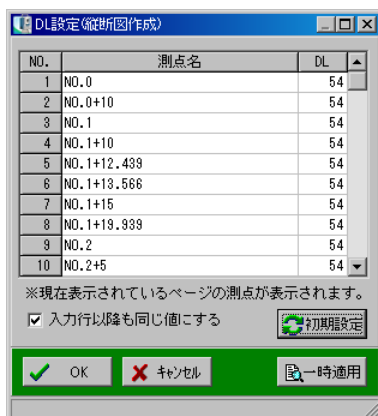 DL設定(縦断図作成)
NO. 測点名 DL
1 NO.0 54
2 NO.0+10 54
3 NO.1 54
4 NO.1+10 54
5 NO.1+12.439 54
6 NO.1+13.566 54
7 NO.1+15 54
8 NO.1+19.939 54
9 NO.2 54
10 NO.2+5 54
※現在表示されているページの測点が表示されます。
入力行以降も同じ値にする 初期設定
OK キャンセル 一時適用